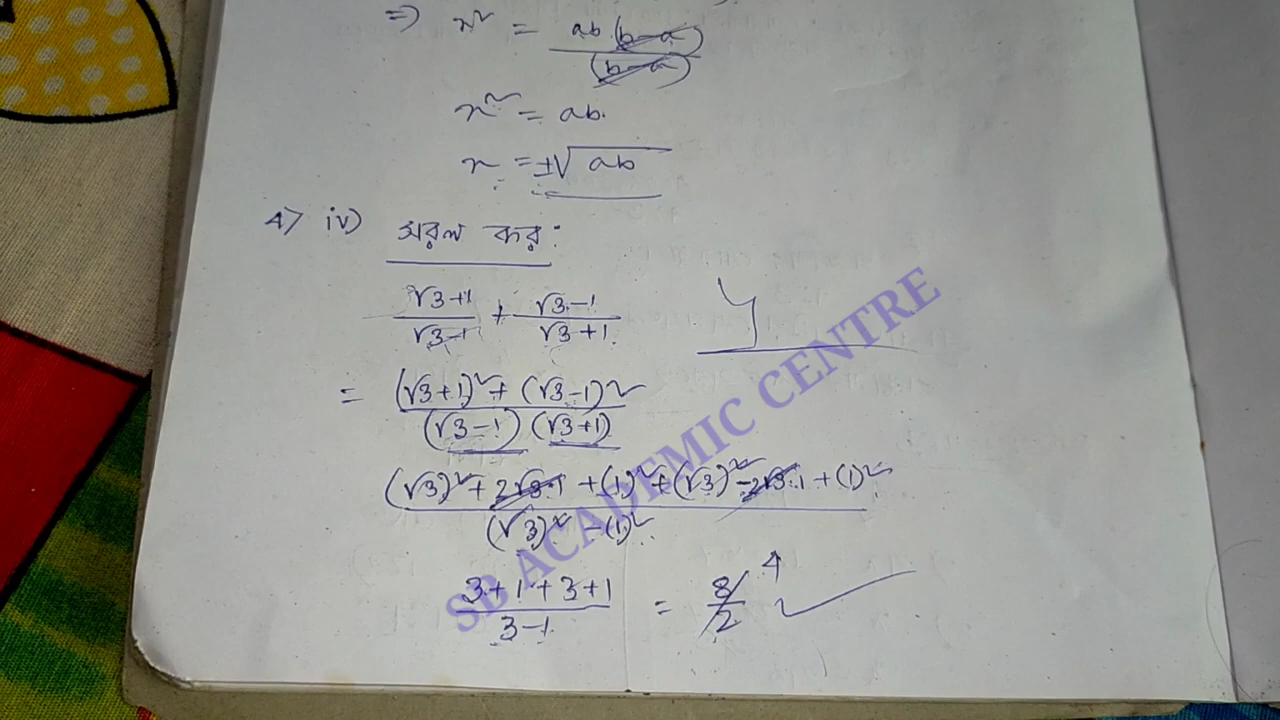 => x² = ab (b-a) / (b-a)
x² = ab.
x = ±√ab
4> iv) সরল কর:
√3+1 / √3-1 + √3-1 / √3+1
= (√3+1)² + (√3-1)² / (√3-1) (√3+1)
(√3)² + 2√3·1 + (1)² + (√3)² - 2√3·1 + (1)² / (√3)² - (1)²
3+1+3+1 / 3-1 = 8/2 4
SB ACADEMIC CENTRE